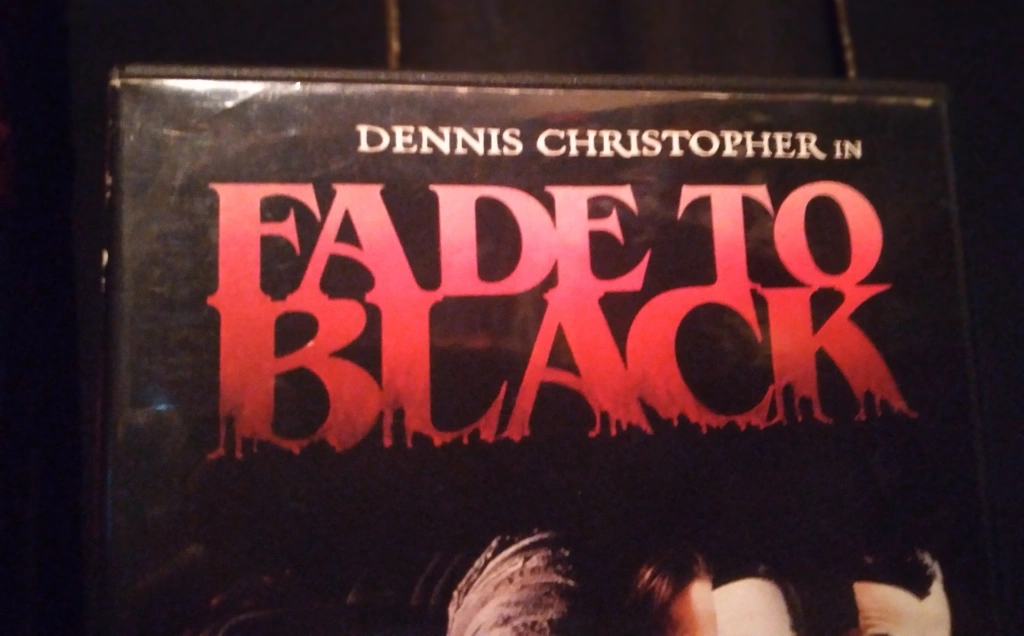 DENNIS CHRISTOPHER IN
FADE TO
BLACK